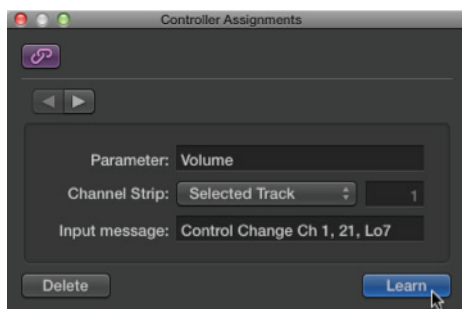 Controller Assignments
Parameter: Volume
Channel Strip: Selected Track 1
Input message: Control Change Ch 1, 21, Lo7
Delete Learn